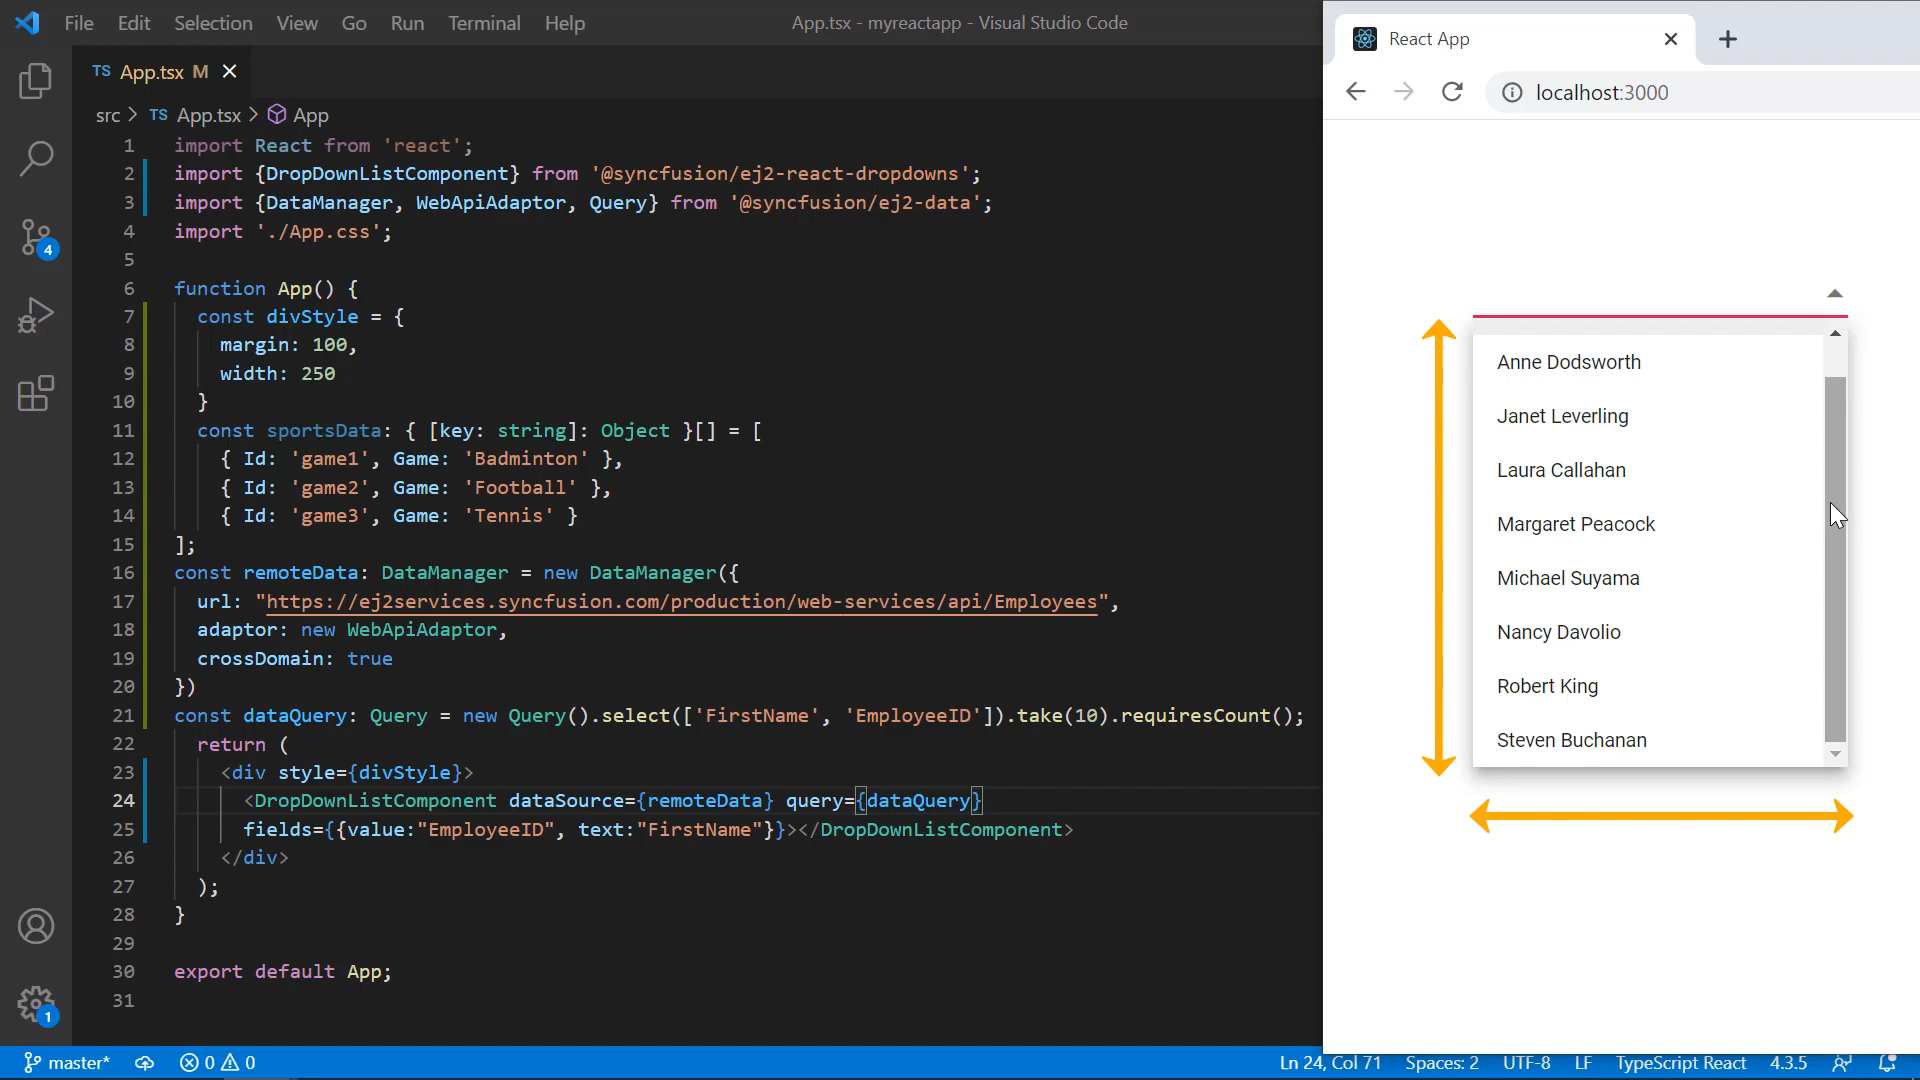 File Edit Selection View Go Run Terminal Help App.tsx - myreactapp - Visual Studio Code
TS App.tsx M
src > TS App.tsx > App
1 import React from 'react';
2 import {DropDownListComponent} from '@syncfusion/ej2-react-dropdowns';
3 import {DataManager, WebApiAdaptor, Query} from '@syncfusion/ej2-data';
4 import './App.css';
5
6 function App() {
7 const divStyle = {
8 margin: 100,
9 width: 250
10 }
11 const sportsData: { [key: string]: Object }[] = [
12 { Id: 'game1', Game: 'Badminton' },
13 { Id: 'game2', Game: 'Football' },
14 { Id: 'game3', Game: 'Tennis' }
15 ];
16 const remoteData: DataManager = new DataManager({
17 url: "https://ej2services.syncfusion.com/production/web-services/api/Employees",
18 adaptor: new WebApiAdaptor,
19 crossDomain: true
20 })
21 const dataQuery: Query = new Query().select(['FirstName', 'EmployeeID']).take(10).requiresCount();
22 return (
23 <div style={divStyle}>
24 <DropDownListComponent dataSource={remoteData} query={dataQuery}
25 fields={{value:"EmployeeID", text:"FirstName"}}></DropDownListComponent>
26 </div>
27 );
28 }
29
30 export default App;
31
4
1
master* 0 0 Ln 24, Col 71 Spaces: 2 UTF-8 LF TypeScript React 4.3.5
React App
localhost:3000
Anne Dodsworth
Janet Leverling
Laura Callahan
Margaret Peacock
Michael Suyama
Nancy Davolio
Robert King
Steven Buchanan